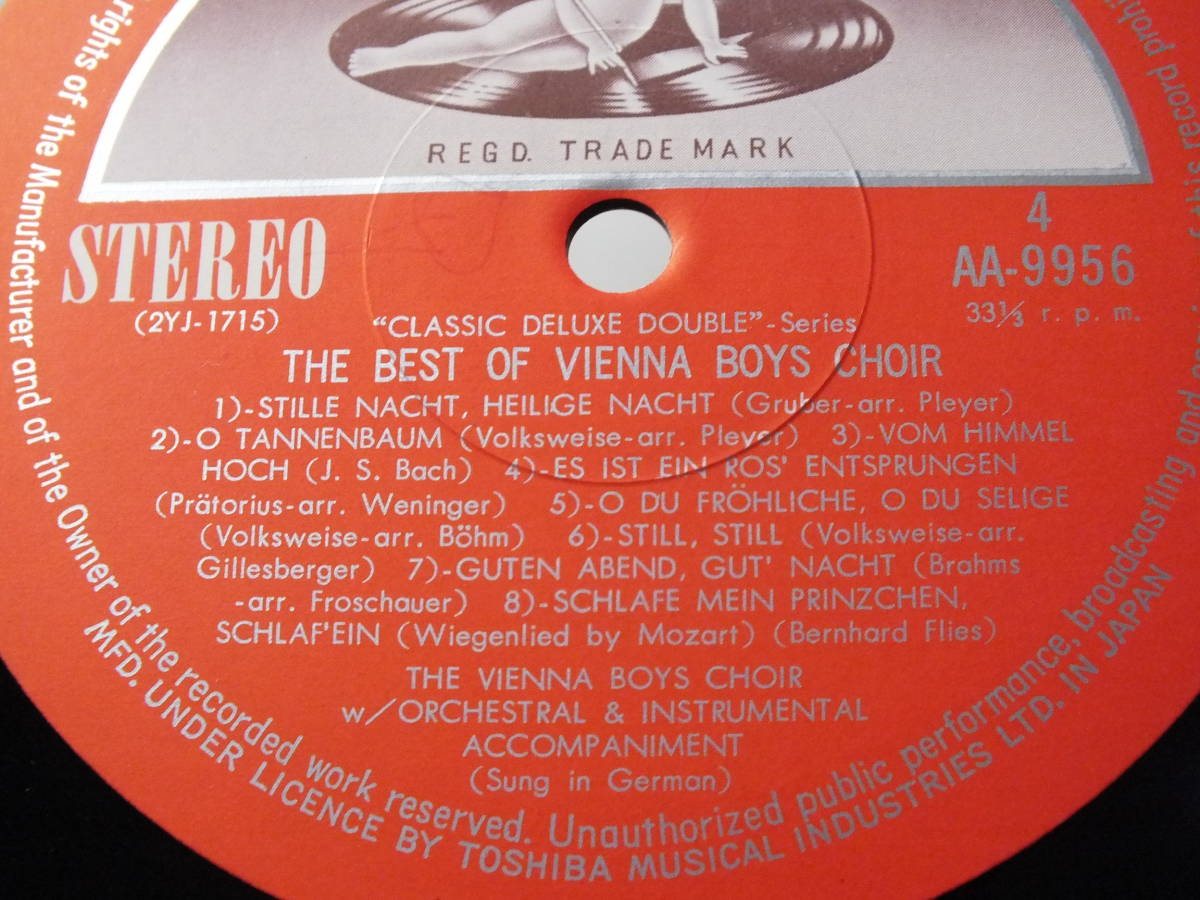 REGD. TRADE MARK
STEREO
(2YJ-1715)
4
AA-9956
33⅓ r. p. m.
"CLASSIC DELUXE DOUBLE"-Series
THE BEST OF VIENNA BOYS CHOIR
1)-STILLE NACHT, HEILIGE NACHT (Gruber-arr. Pleyer)
2)-O TANNENBAUM (Volksweise-arr. Pleyer) 3)-VOM HIMMEL
HOCH (J. S. Bach) 4)-ES IST EIN ROS' ENTSPRUNGEN
(Prätorius-arr. Weninger) 5)-O DU FRÖHLICHE, O DU SELIGE
(Volksweise-arr. Böhm) 6)-STILL, STILL (Volksweise-arr.
Gillesberger) 7)-GUTEN ABEND, GUT' NACHT (Brahms
-arr. Froschauer) 8)-SCHLAFE MEIN PRINZCHEN,
SCHLAF'EIN (Wiegenlied by Mozart) (Bernhard Flies)
THE VIENNA BOYS CHOIR
w/ORCHESTRAL & INSTRUMENTAL
ACCOMPANIMENT
(Sung in German)
rights of the Manufacturer and of the Owner of the recorded work reserved. Unauthorized public performance, broadcasting and record prohi
MFD. UNDER LICENCE BY TOSHIBA MUSICAL INDUSTRIES LTD. IN JAPAN